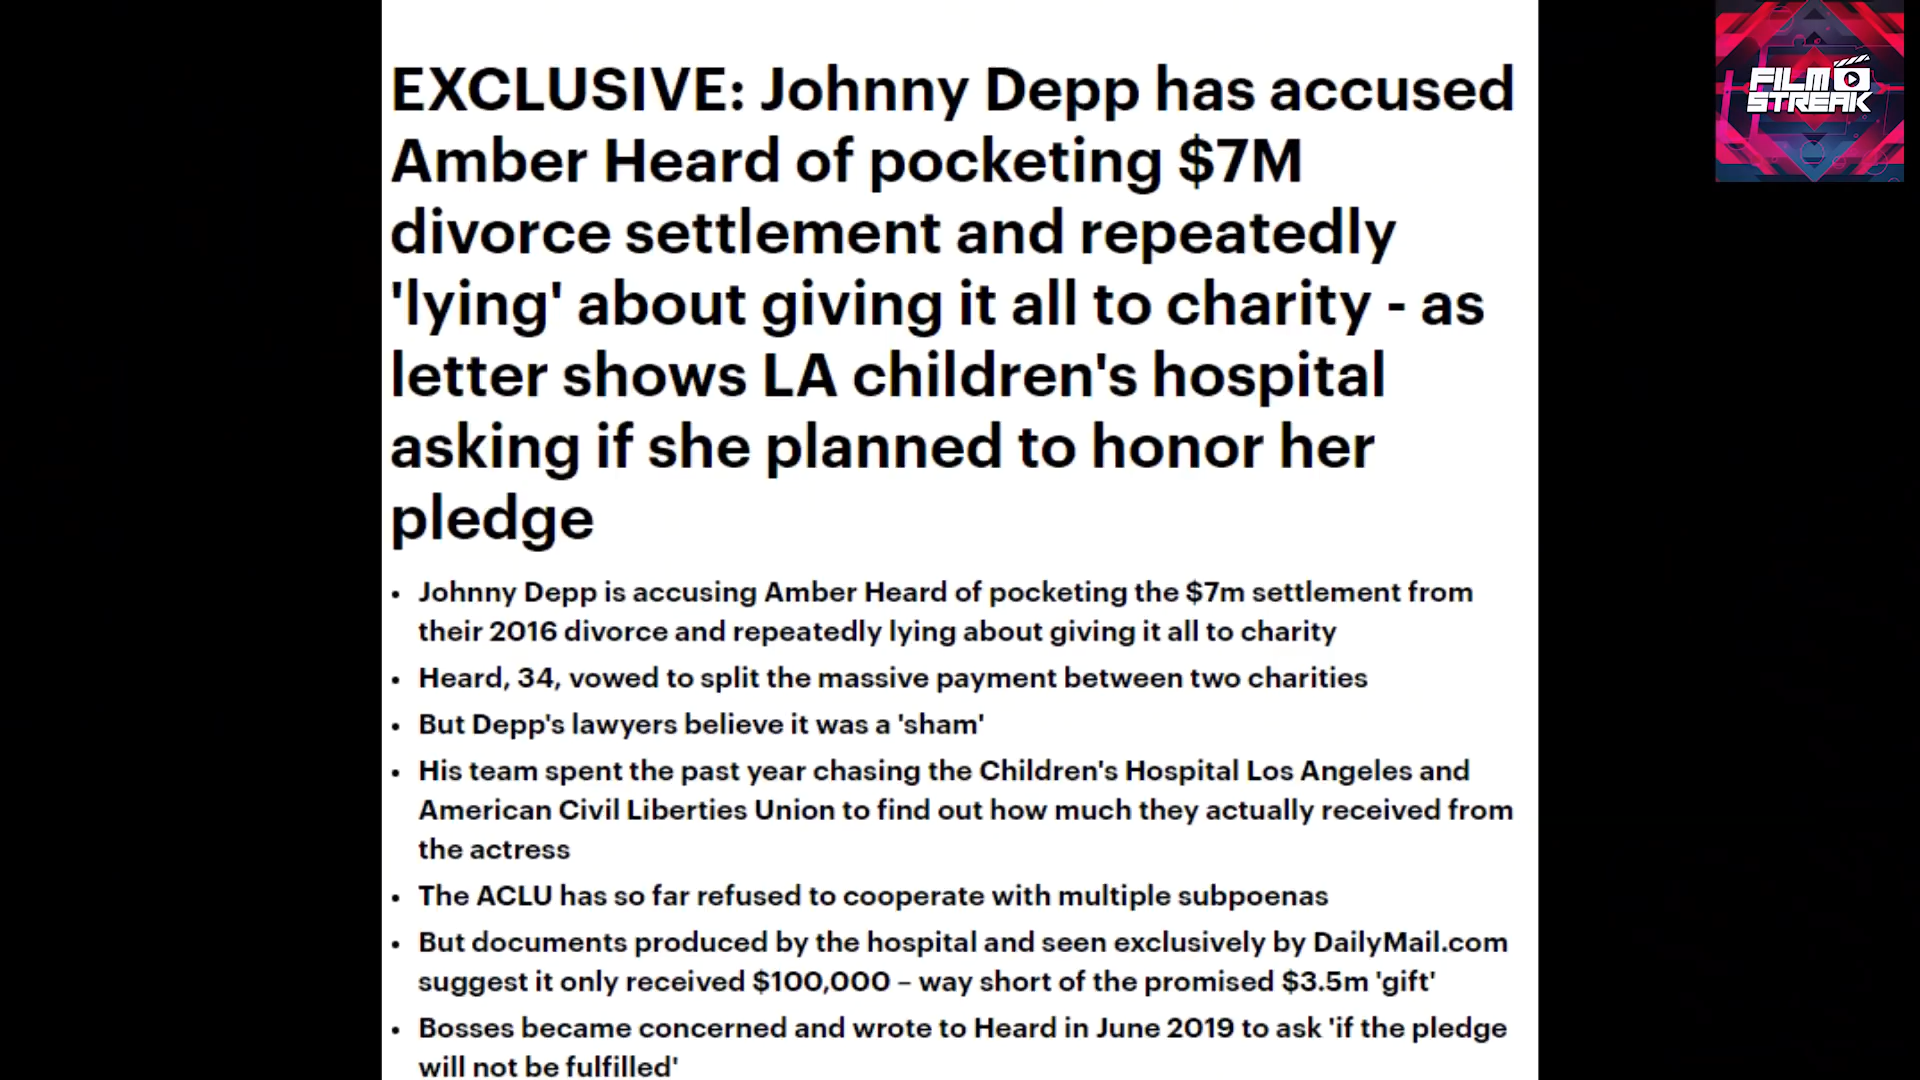 FILM
STREAK
EXCLUSIVE: Johnny Depp has accused
Amber Heard of pocketing $7M
divorce settlement and repeatedly
'lying' about giving it all to charity - as
letter shows LA children's hospital
asking if she planned to honor her
pledge
• Johnny Depp is accusing Amber Heard of pocketing the $7m settlement from
their 2016 divorce and repeatedly lying about giving it all to charity
• Heard, 34, vowed to split the massive payment between two charities
• But Depp's lawyers believe it was a 'sham'
• His team spent the past year chasing the Children's Hospital Los Angeles and
American Civil Liberties Union to find out how much they actually received from
the actress
• The ACLU has so far refused to cooperate with multiple subpoenas
• But documents produced by the hospital and seen exclusively by DailyMail.com
suggest it only received $100,000 – way short of the promised $3.5m 'gift'
• Bosses became concerned and wrote to Heard in June 2019 to ask 'if the pledge
will not be fulfilled'